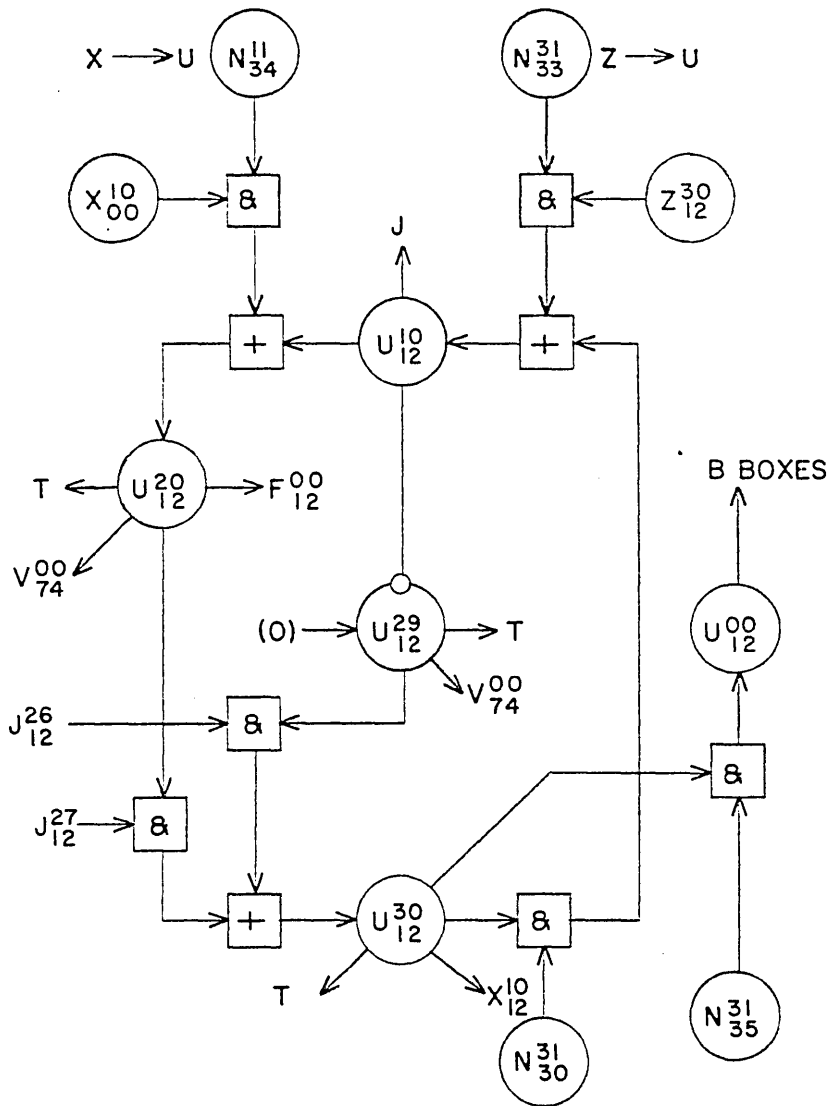 X → U N^{11}_{34} N^{31}_{33} Z → U
X^{10}_{00} & & Z^{30}_{12}
J
+ U^{10}_{12} +
B BOXES
T U^{20}_{12} F^{00}_{12}
V^{00}_{74}
(O) U^{29}_{12} T U^{00}_{12}
V^{00}_{74}
J^{26}_{12} &
&
J^{27}_{12} &
+ U^{30}_{12} &
T X^{10}_{12} N^{31}_{35}
N^{31}_{30}